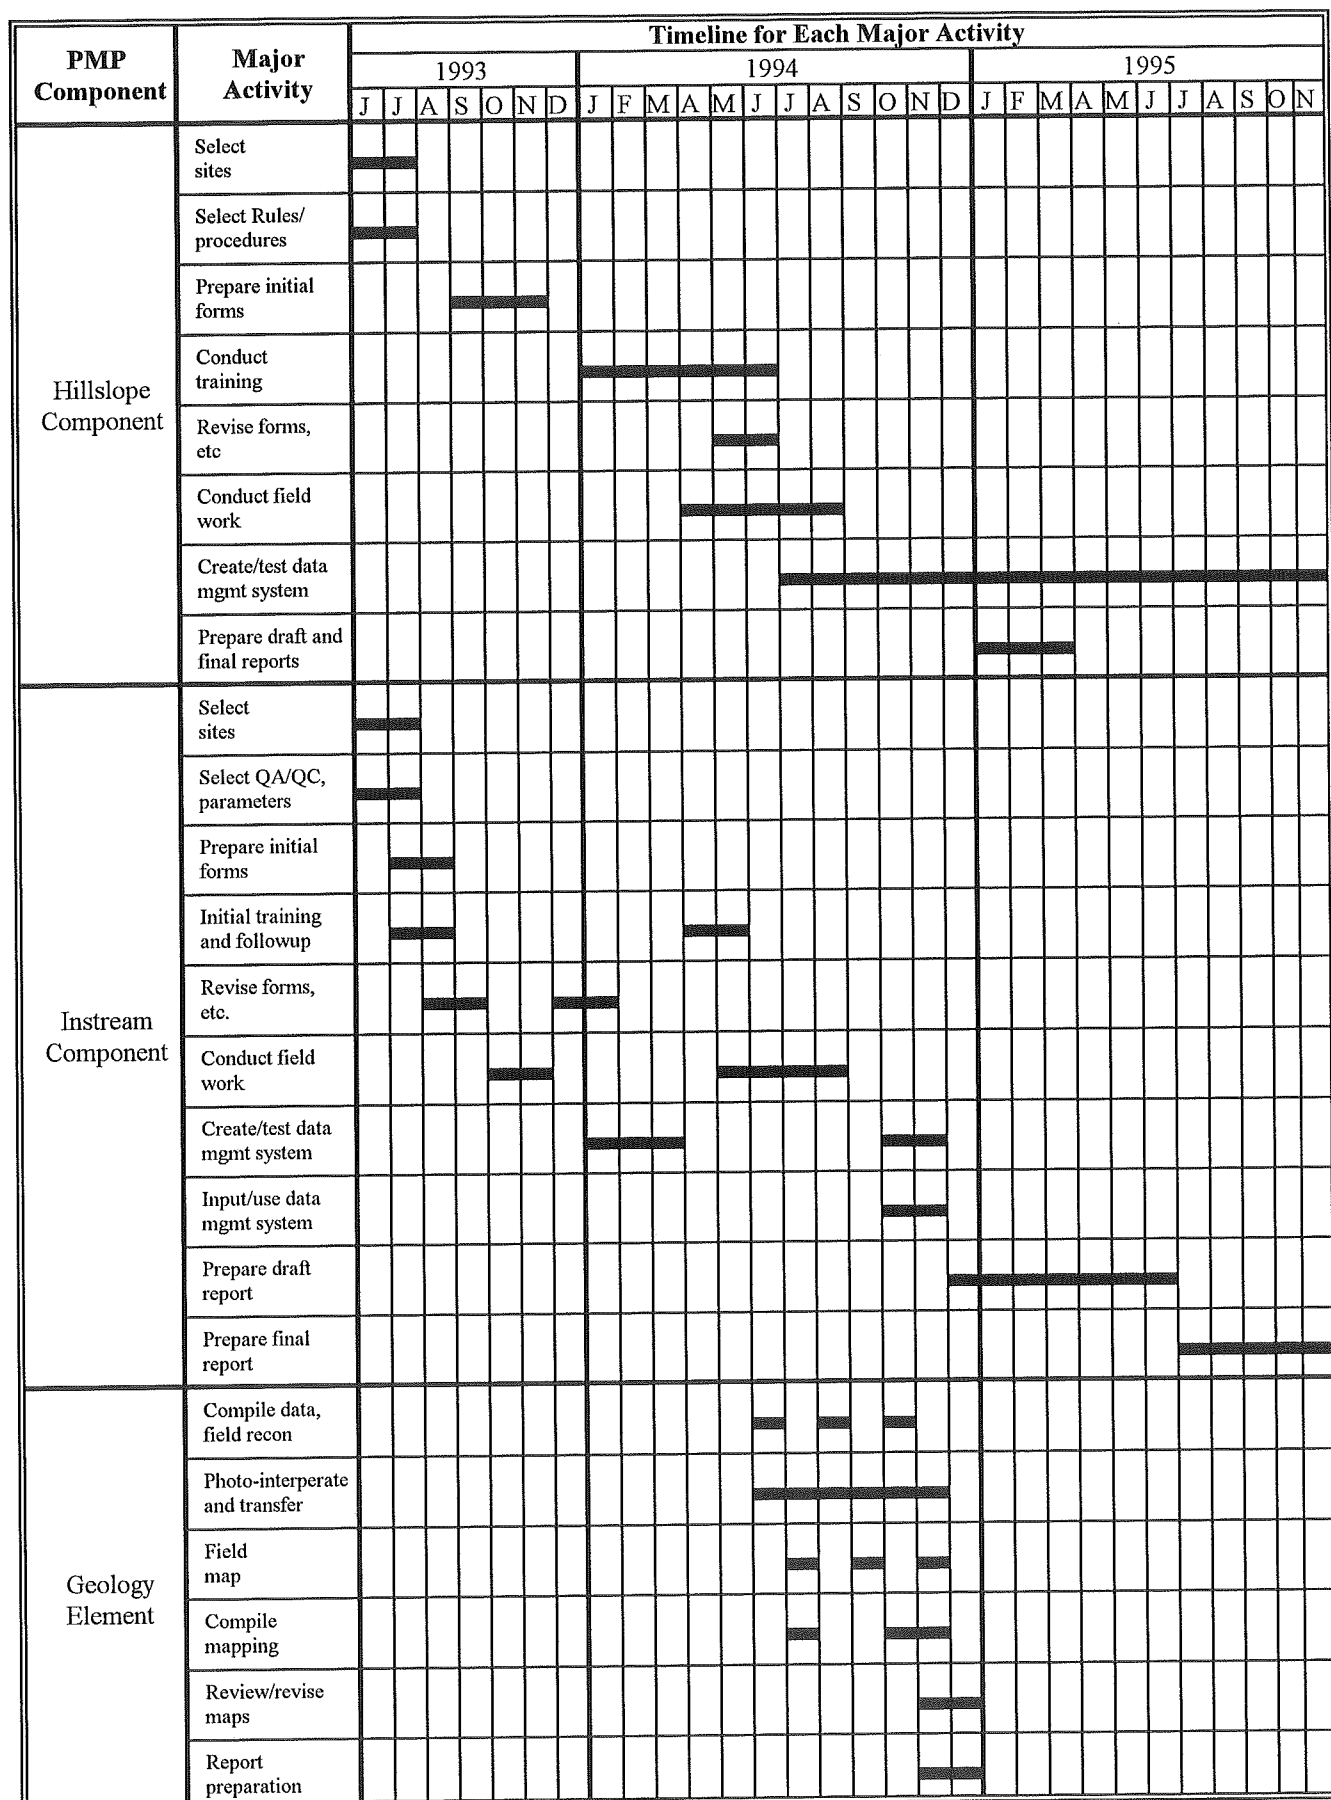 PMP
Component
Major
Activity
Timeline for Each Major Activity
1993
1994
1995
J J A S O N D J F M A M J J A S O N D J F M A M J J A S O N
Hillslope
Component
Select
sites
Select Rules/
procedures
Prepare initial
forms
Conduct
training
Revise forms,
etc
Conduct field
work
Create/test data
mgmt system
Prepare draft and
final reports
Instream
Component
Select
sites
Select QA/QC,
parameters
Prepare initial
forms
Initial training
and followup
Revise forms,
etc.
Conduct field
work
Create/test data
mgmt system
Input/use data
mgmt system
Prepare draft
report
Prepare final
report
Geology
Element
Compile data,
field recon
Photo-interperate
and transfer
Field
map
Compile
mapping
Review/revise
maps
Report
preparation